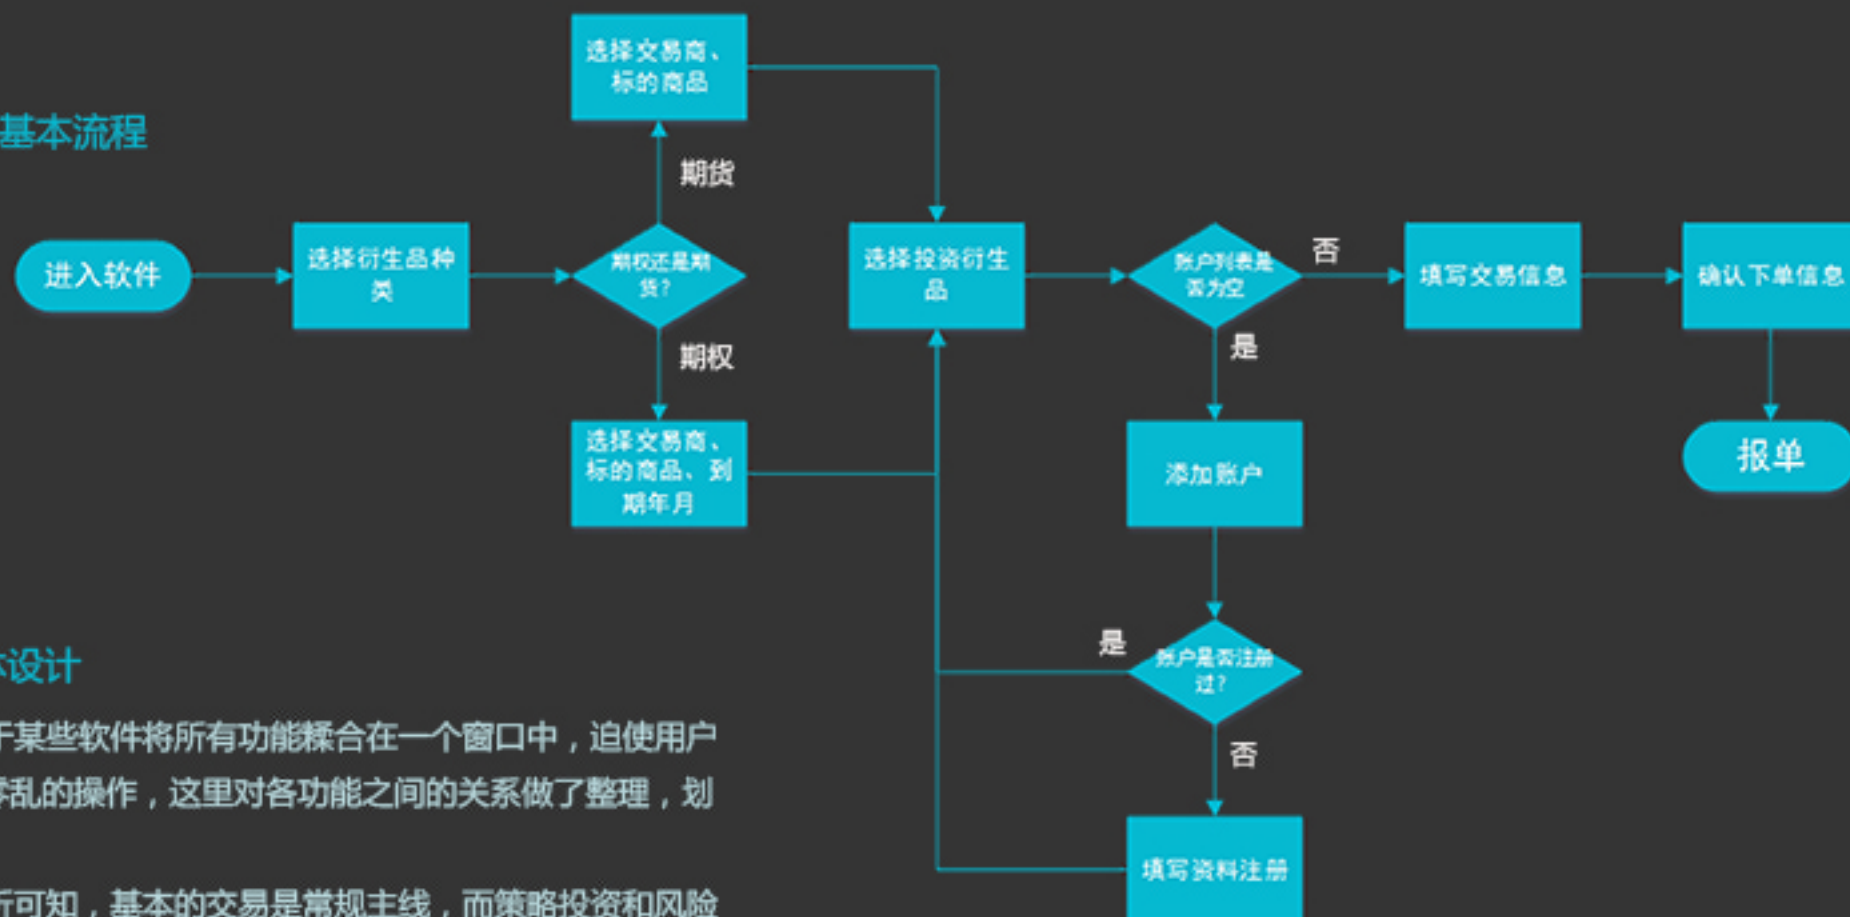 选择交易商、
标的商品
基本流程
期货
进入软件
选择衍生品种
类
期权还是期
货?
选择投资衍生
品
账户列表是
否为空
否
填写交易信息
确认下单信息
期权
是
选择交易商、
标的商品、到
期年月
添加账户
报单
是
账户是否注册
过?
设计
于某些软件将所有功能糅合在一个窗口中，迫使用户
乱的操作，这里对各功能之间的关系做了整理，划
否
填写资料注册
可知，基本的交易是常规主线，而策略投资和风险